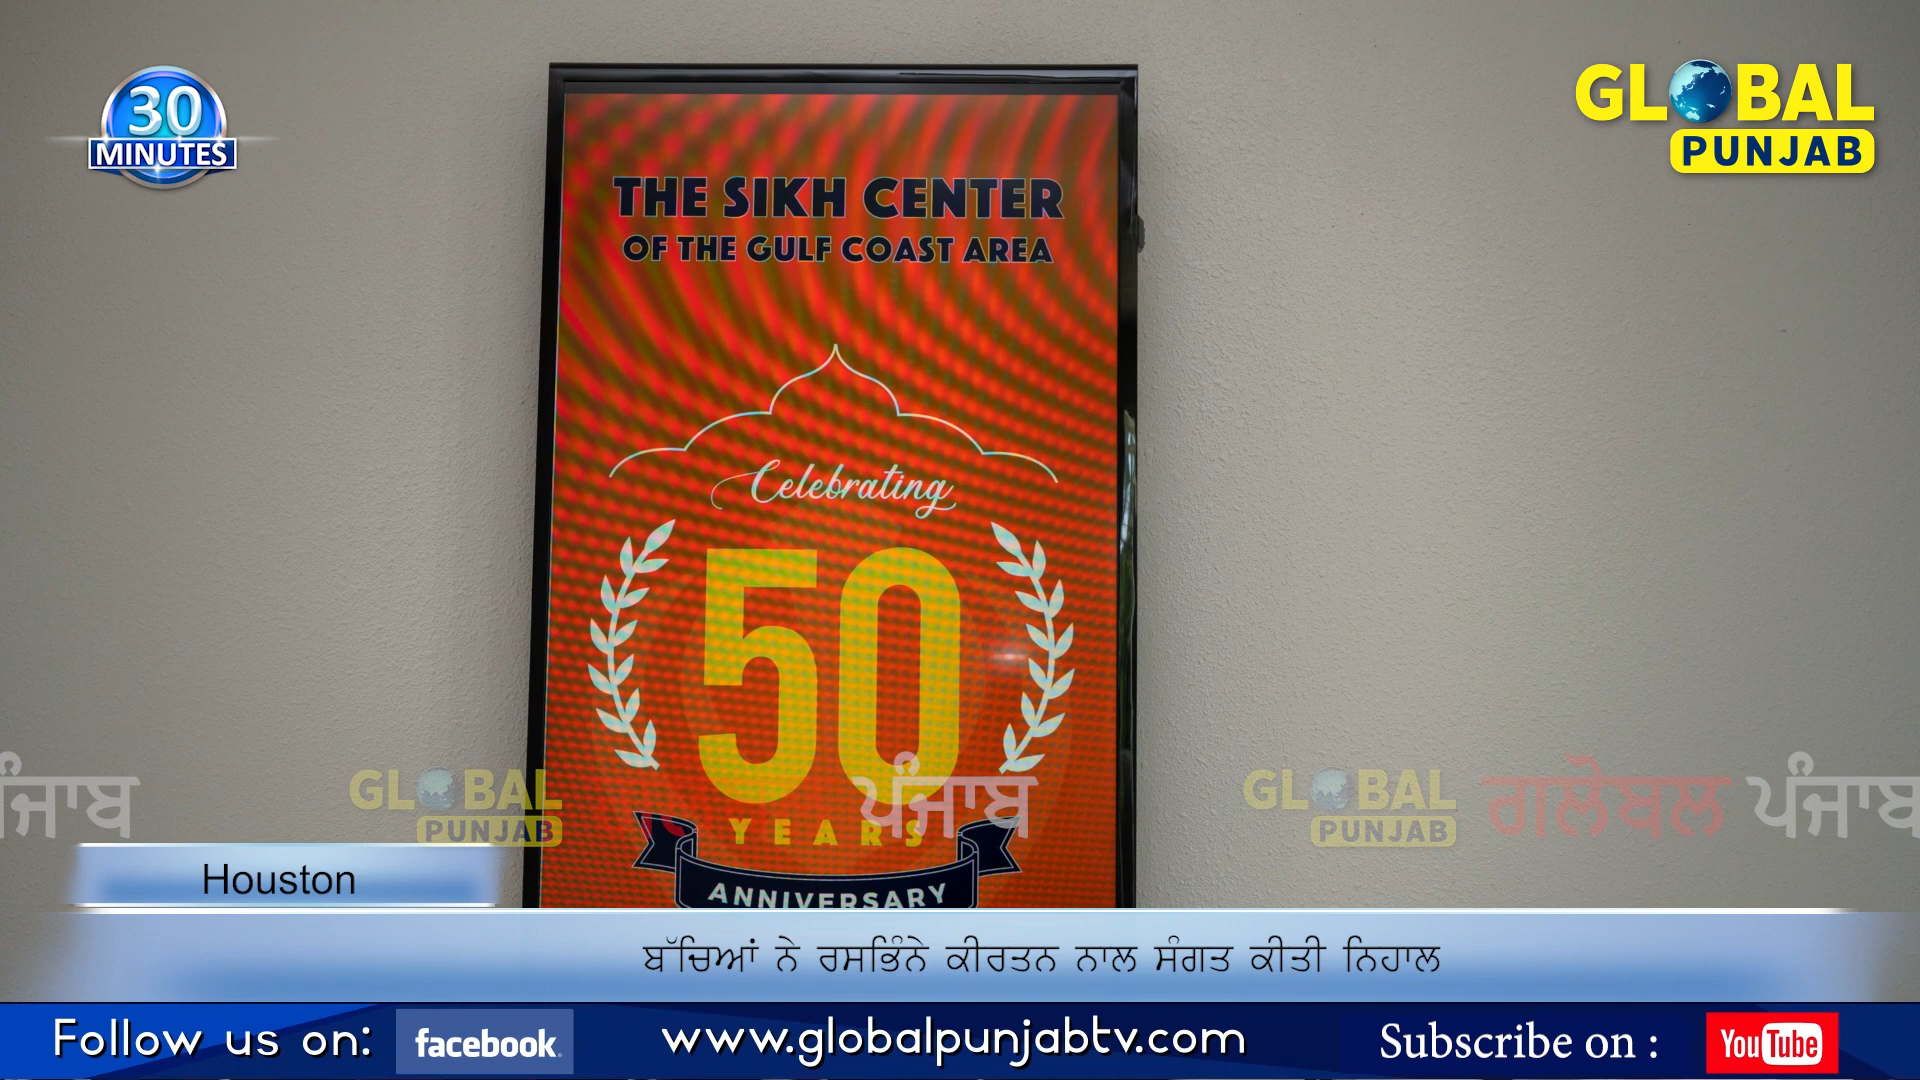 30
MINUTES
GLOBAL
PUNJAB
THE SIKH CENTER
OF THE GULF COAST AREA
Celebrating
50
YEARS
ANNIVERSARY
ਪੰਜਾਬ
GLOBAL
PUNJAB
ਪੰਜਾਬ
GLOBAL
PUNJAB
ਗਲੋਬਲ ਪੰਜਾਬ
Houston
ਬੱਚਿਆਂ ਨੇ ਰਸਭਿੰਨੇ ਕੀਰਤਨ ਨਾਲ ਸੰਗਤ ਕੀਤੀ ਨਿਹਾਲ
Follow us on: facebook. www.globalpunjabtv.com Subscribe on : YouTube